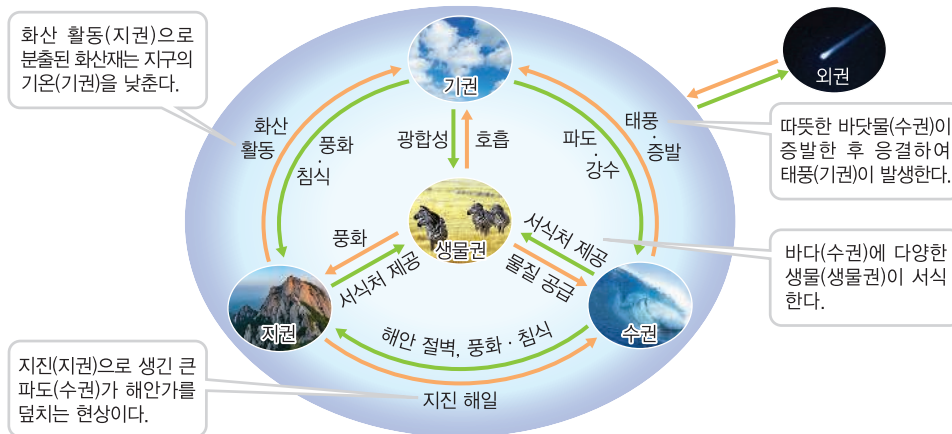 화산 활동(지권)으로
분출된 화산재는 지구의
기온(기권)을 낮춘다.
기권
외권
화산
활동
풍화
·
침식
광합성
호흡
파도
·
강수
태풍
·
증발
따뜻한 바닷물(수권)이
증발한 후 응결하여
태풍(기권)이 발생한다.
생물권
풍화
서식처 제공
서식처 제공
물질 공급
바다(수권)에 다양한
생물(생물권)이 서식
한다.
지권
수권
해안 절벽, 풍화 · 침식
지진 해일
지진(지권)으로 생긴 큰
파도(수권)가 해안가를
덮치는 현상이다.